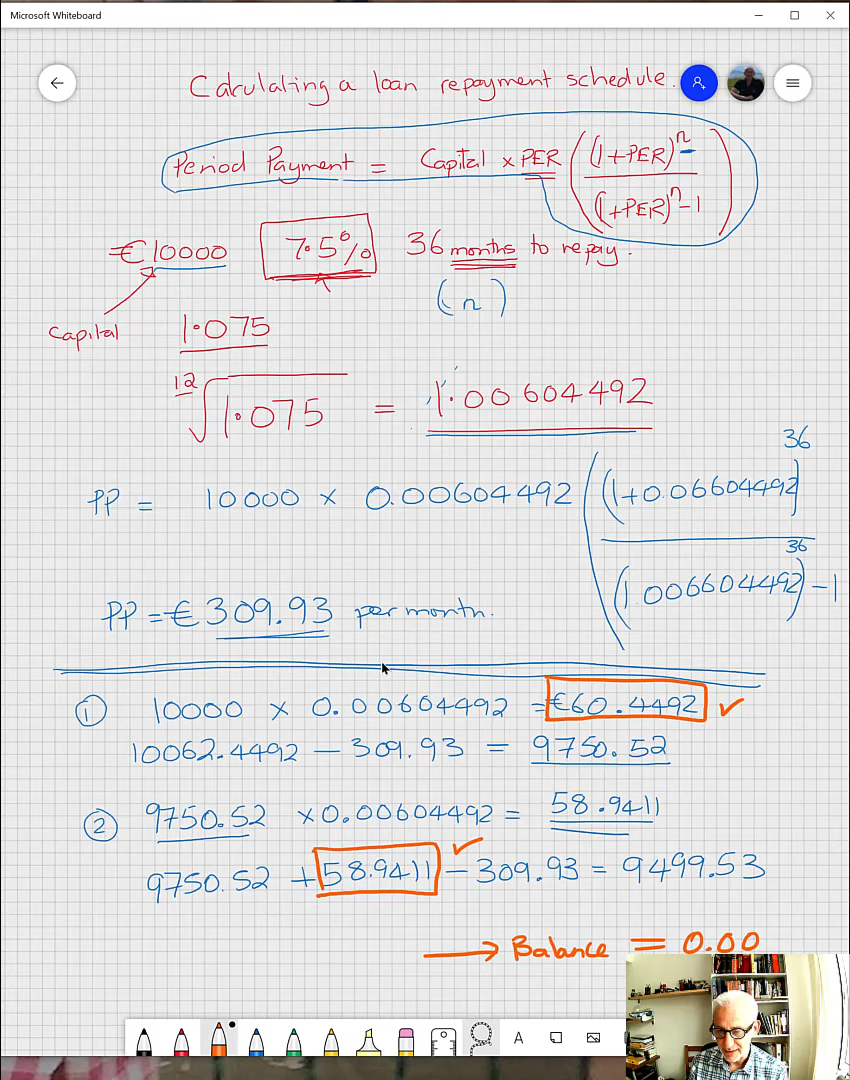 Microsoft Whiteboard
Calculating a loan repayment schedule.
Period Payment = Capital × PER ( (1+PER)^n / (1+PER)^n - 1 )
€10000 7.5% 36 months to repay.
(n)
Capital
1.075
12√1.075 = 1.00604492
PP = 10000 × 0.00604492 ( (1+0.06604492)^36 / (1.006604492)^36 - 1
PP = € 309.93 per month.
① 10000 × 0.00604492 = €60.4492 ✓
10062.4492 - 309.93 = 9750.52
② 9750.52 × 0.00604492 = 58.9411
9750.52 + 58.9411 ✓ - 309.93 = 9499.53
→ Balance = 0.00
A